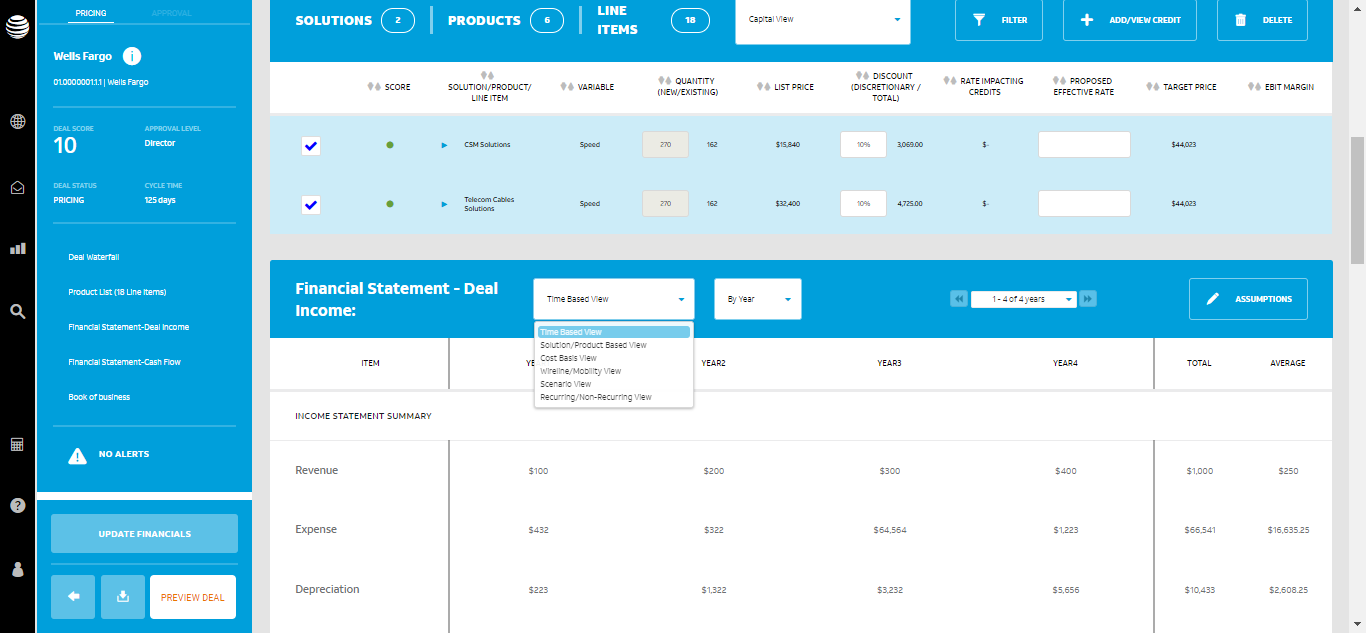 PRICING
APPROVAL
Wells Fargo
i
01.0000001.1.1 | Wells Fargo
DEAL SCORE
APPROVAL LEVEL
10
Director
DEAL STATUS
CYCLE TIME
PRICING
125 days
Deal Waterfall
Product List (18 Line Items)
Financial Statement-Deal Income
Financial Statement-Cash Flow
Book of business
NO ALERTS
UPDATE FINANCIALS
PREVIEW DEAL
SOLUTIONS 2
PRODUCTS 6
LINE
ITEMS 18
Capital View
FILTER
ADD/VIEW CREDIT
DELETE
SCORE
SOLUTION/PRODUCT/
LINE ITEM
VARIABLE
QUANTITY
(NEW/EXISTING)
LIST PRICE
DISCOUNT
(DISCRETIONARY /
TOTAL)
RATE IMPACTING
CREDITS
PROPOSED
EFFECTIVE RATE
TARGET PRICE
EBIT MARGIN
CSM Solutions Speed 270 162 $15,840 10% 3,069.00 $- $44,023
Telecom Cables
Solutions
Speed 270 162 $32,400 10% 4,725.00 $- $44,023
Financial Statement - Deal
Income:
Time Based View
By Year
1 - 4 of 4 years
ASSUMPTIONS
Time Based View
Solution/Product Based View
Cost Basis View
Wireline/Mobility View
Scenario View
Recurring/Non-Recurring View
ITEM YE YEAR2 YEAR3 YEAR4 TOTAL AVERAGE
INCOME STATEMENT SUMMARY
Revenue $100 $200 $300 $400 $1,000 $250
Expense $432 $322 $64,564 $1,223 $66,541 $16,635.25
Depreciation $223 $1,322 $3,232 $5,656 $10,433 $2,608.25